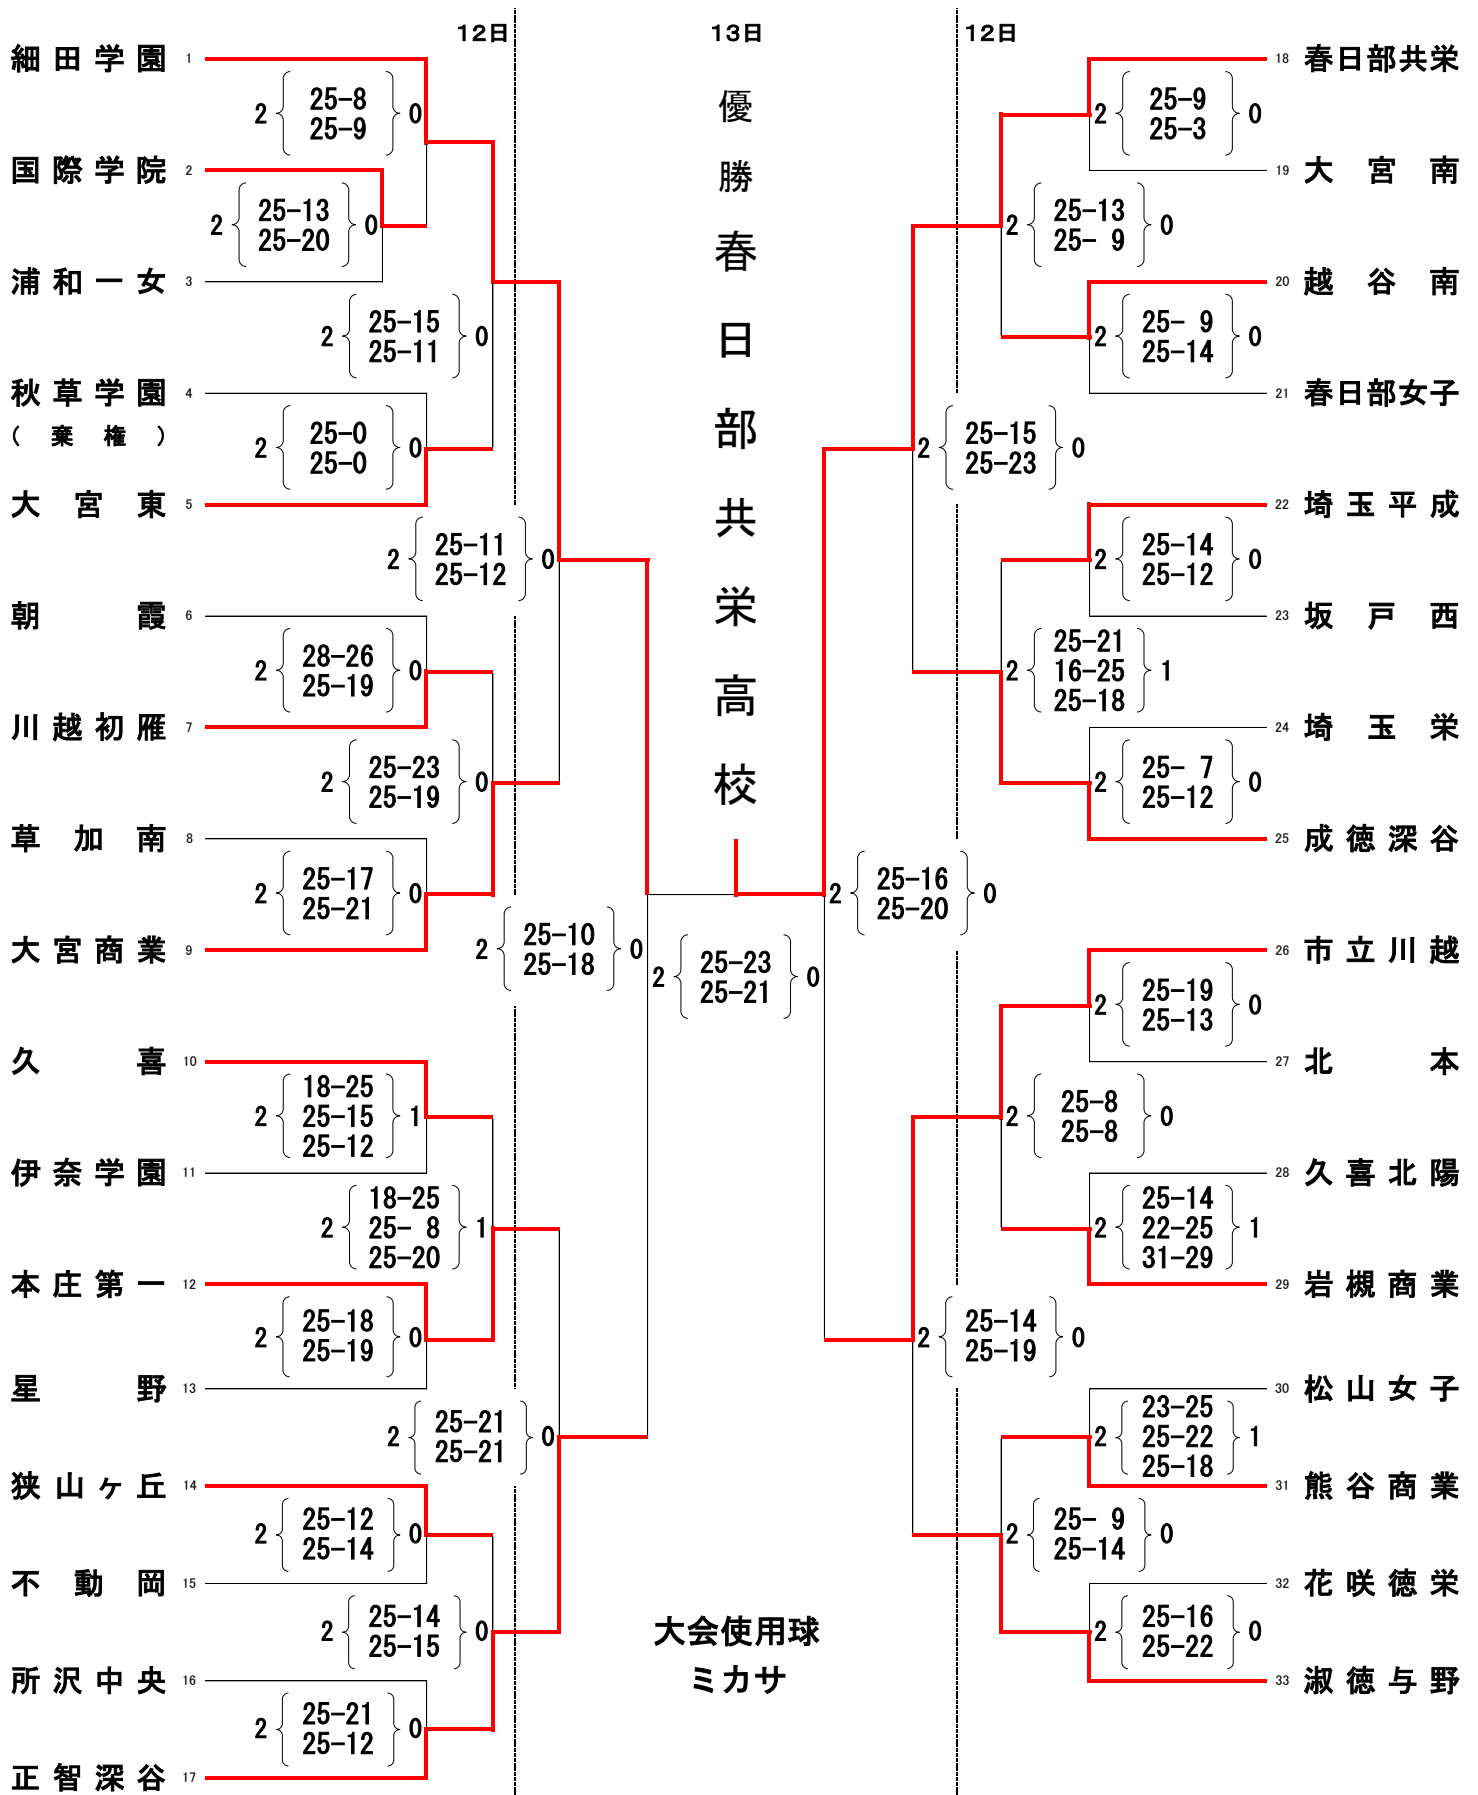 12日
13日
12日
細田学園 1
2 25-8 0
25-9
国際学院 2
2 25-13 0
25-20
浦和一女 3
2 25-15 0
25-11
秋草学園 4
(棄権)
2 25-0 0
25-0
大宮東 5
2 25-11 0
25-12
朝霞 6
2 28-26 0
25-19
川越初雁 7
2 25-23 0
25-19
草加南 8
2 25-17 0
25-21
大宮商業 9
2 25-10 0
25-18
久喜 10
2 18-25 1
25-15
25-12
伊奈学園 11
2 18-25 1
25- 8
25-20
本庄第一 12
2 25-18 0
25-19
星野 13
2 25-21 0
25-21
狭山ヶ丘 14
2 25-12 0
25-14
不動岡 15
2 25-14 0
25-15
所沢中央 16
2 25-21 0
25-12
正智深谷 17
優勝
春日部共栄高校
2 25-23 0
25-21
大会使用球
ミカサ
18 春日部共栄
2 25-9 0
25-3
19 大宮南
2 25-13 0
25- 9
20 越谷南
2 25- 9 0
25-14
21 春日部女子
2 25-15 0
25-23
22 埼玉平成
2 25-14 0
25-12
23 坂戸西
2 25-21 1
16-25
25-18
24 埼玉栄
2 25- 7 0
25-12
25 成徳深谷
2 25-16 0
25-20
26 市立川越
2 25-19 0
25-13
27 北本
2 25-8 0
25-8
28 久喜北陽
2 25-14 1
22-25
31-29
29 岩槻商業
2 25-14 0
25-19
30 松山女子
2 23-25 1
25-22
25-18
31 熊谷商業
2 25- 9 0
25-14
32 花咲徳栄
2 25-16 0
25-22
33 淑徳与野